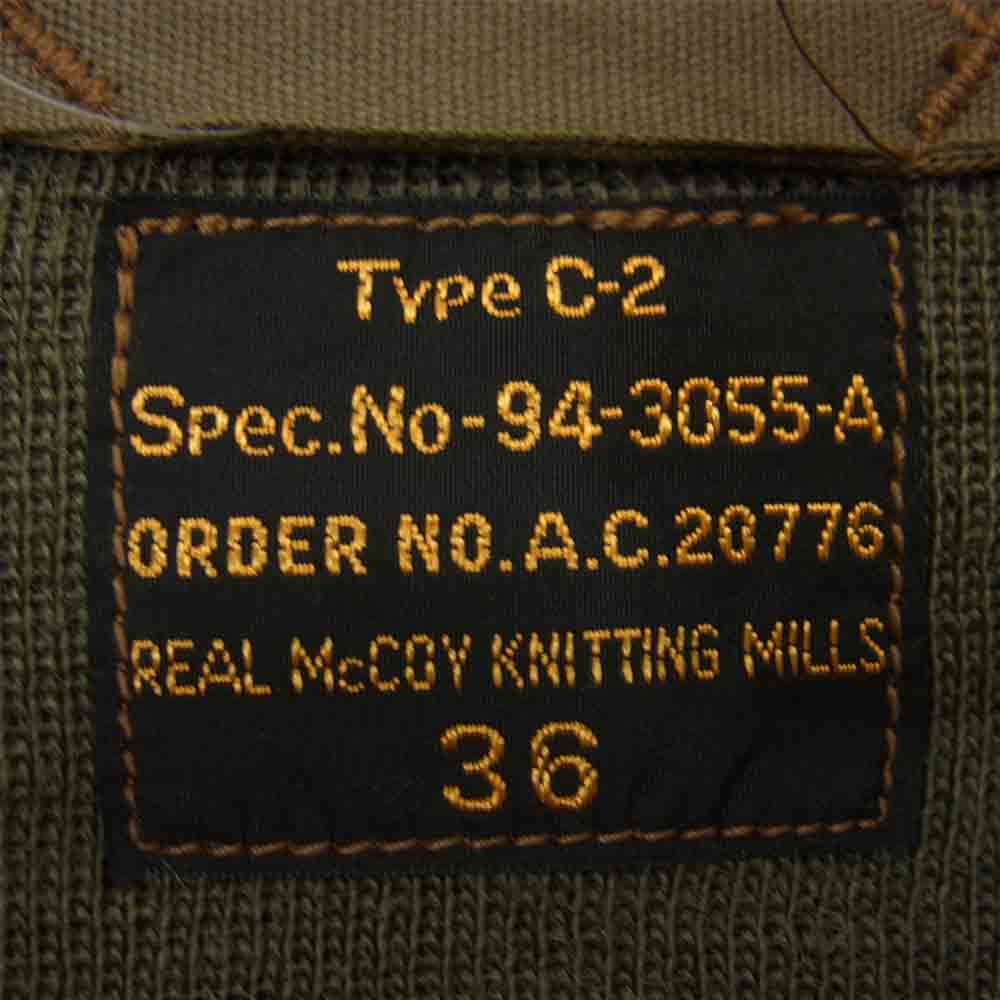 Type C-2
Spec.No-94-3055-A
ORDER NO.A.C.20776
REAL McCOY KNITTING MILLS
36